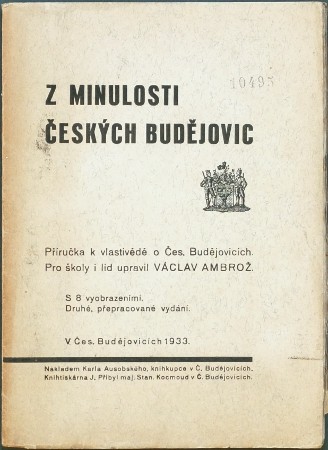 10495
Z MINULOSTI
ČESKÝCH BUDĚJOVIC
Příručka k vlastivědě o Čes. Budějovicích.
Pro školy i lid upravil VÁCLAV AMBROŽ.
S 8 vyobrazeními.
Druhé, přepracované vydání.
V Čes. Budějovicích 1933.
Nakladem Karla Ausobského, knihkupce v Č. Budějovicích.
Knihtiskárna J. Přibyl maj. Stan. Kocmoud v Č. Budějovicích.